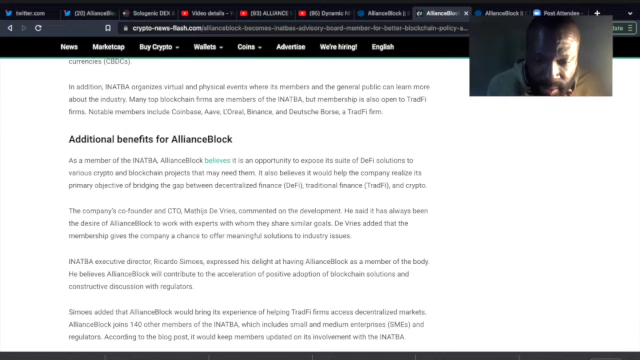 twitter.com
(20) AllianceBlock
Sologenic DEX
Video details - Y
(95) ALLIANCE
(95) Dynamic N
AllianceBlock ||
AllianceBlo
AllianceBlock ||
Post Attendee -
crypto-news-flash.com/allianceblock-becomes-inatbas-advisory-board-member-for-better-blockchain-policy-a...
Update
News
Marketcap
Buy Crypto
Wallets
Coins
Advertise
We're hiring!
English
currencies (CBDCs).
In addition, INATBA organizes virtual and physical events where its members and the general public can learn more
about the industry. Many top blockchain firms are members of the INATBA, but membership is also open to TradFi
firms. Notable members include Coinbase, Aave, L'Oreal, Binance, and Deutsche Borse, a TradFi firm.
Additional benefits for AllianceBlock
As a member of the INATBA, AllianceBlock believes it is an opportunity to expose its suite of DeFi solutions to
various crypto and blockchain projects that may need them. It also believes it would help the company realize its
primary objective of bridging the gap between decentralized finance (DeFi), traditional finance (TradFi), and crypto.
The company's co-founder and CTO, Mathijs De Vries, commented on the development. He said it has always been
the desire of AllianceBlock to work with experts with whom they share similar goals. De Vries added that the
membership gives the company a chance to offer meaningful solutions to industry issues.
INATBA executive director, Ricardo Simoes, expressed his delight at having AllianceBlock as a member of the body.
He believes AllianceBlock will contribute to the acceleration of positive adoption of blockchain solutions and
constructive discussion with regulators.
Simoes added that AllianceBlock would bring its experience of helping TradFi firms access decentralized markets.
AllianceBlock joins 140 other members of the INATBA, which includes small and medium enterprises (SMEs) and
regulators. According to the blog post, it would keep members updated on its involvement with the INATBA.